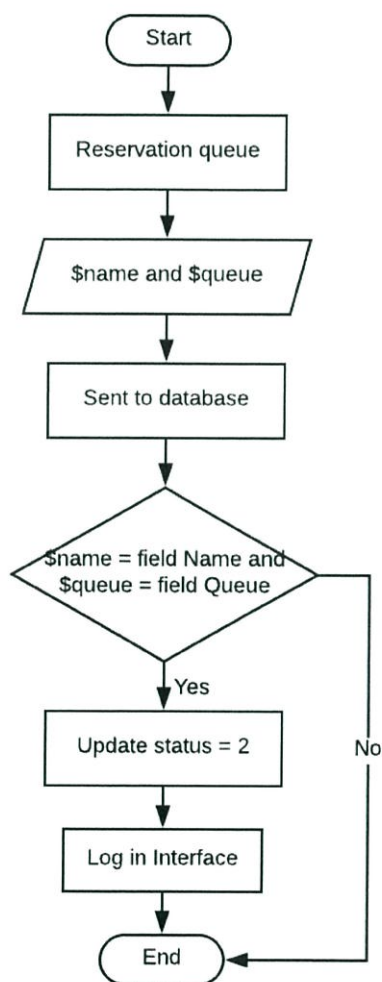 Start
Reservation queue
$name and $queue
Sent to database
$name = field Name and
$queue = field Queue
Yes
Update status = 2
No
Log in Interface
End